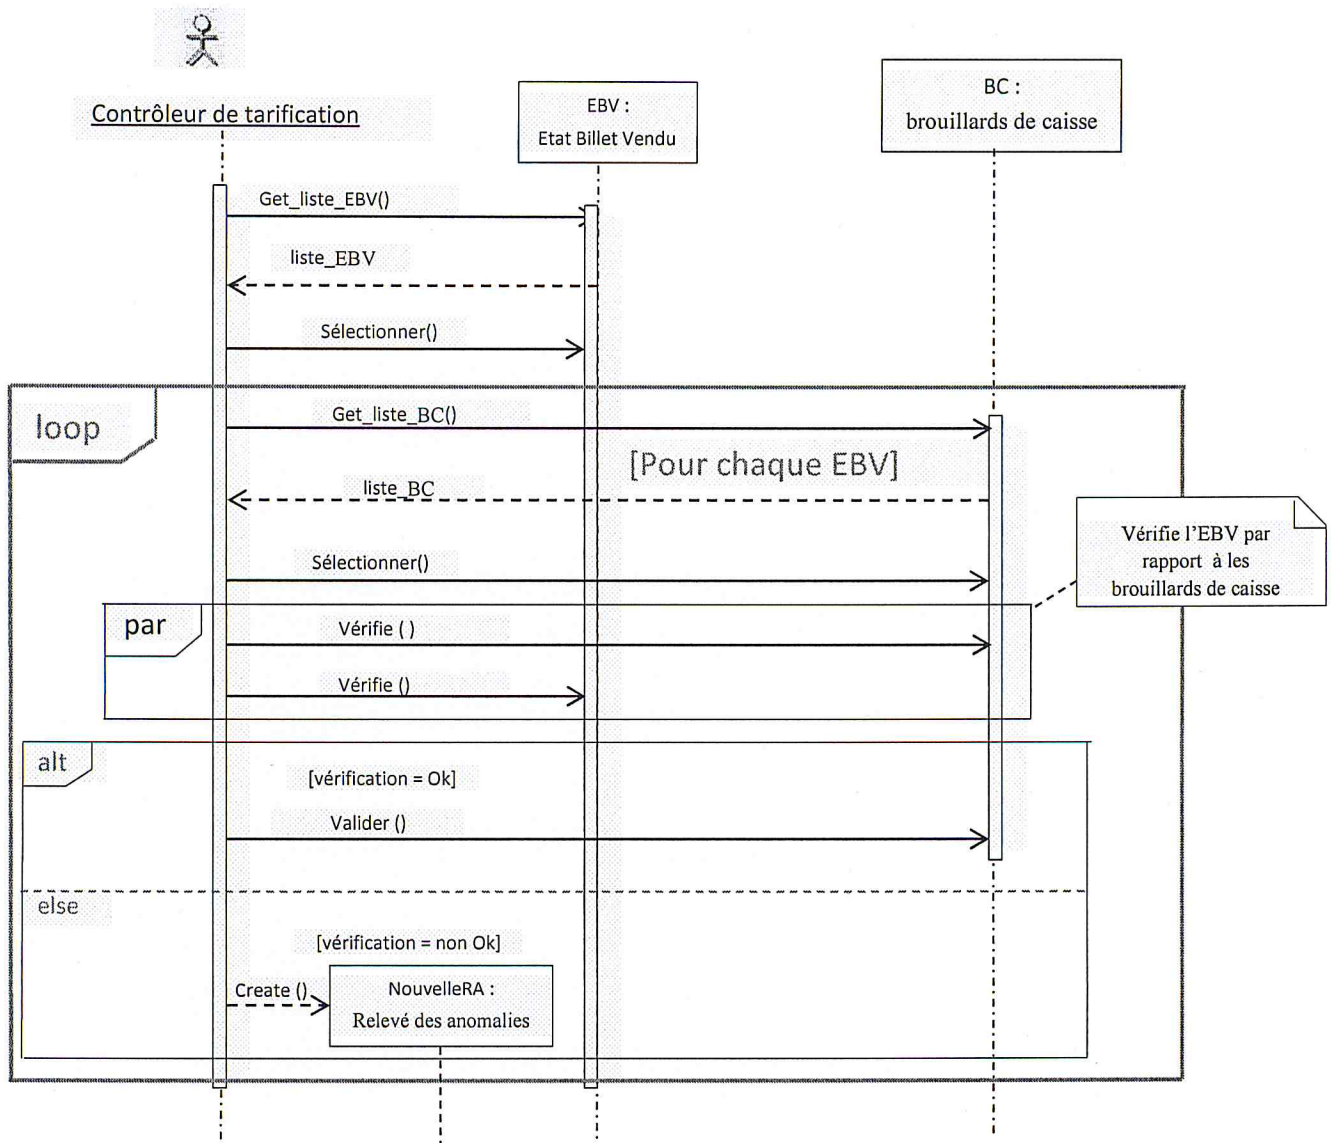 Contrôleur de tarification
EBV :
Etat Billet Vendu
BC :
brouillards de caisse
Get_liste_EBV()
liste_EBV
Sélectionner()
loop
Get_liste_BC()
[Pour chaque EBV]
liste_BC
Vérifie l'EBV par
rapport à les
brouillards de caisse
Sélectionner()
par
Vérifie ( )
Vérifie ()
alt
[vérification = Ok]
Valider ()
else
[vérification = non Ok]
Create ()
NouvelleRA :
Relevé des anomalies